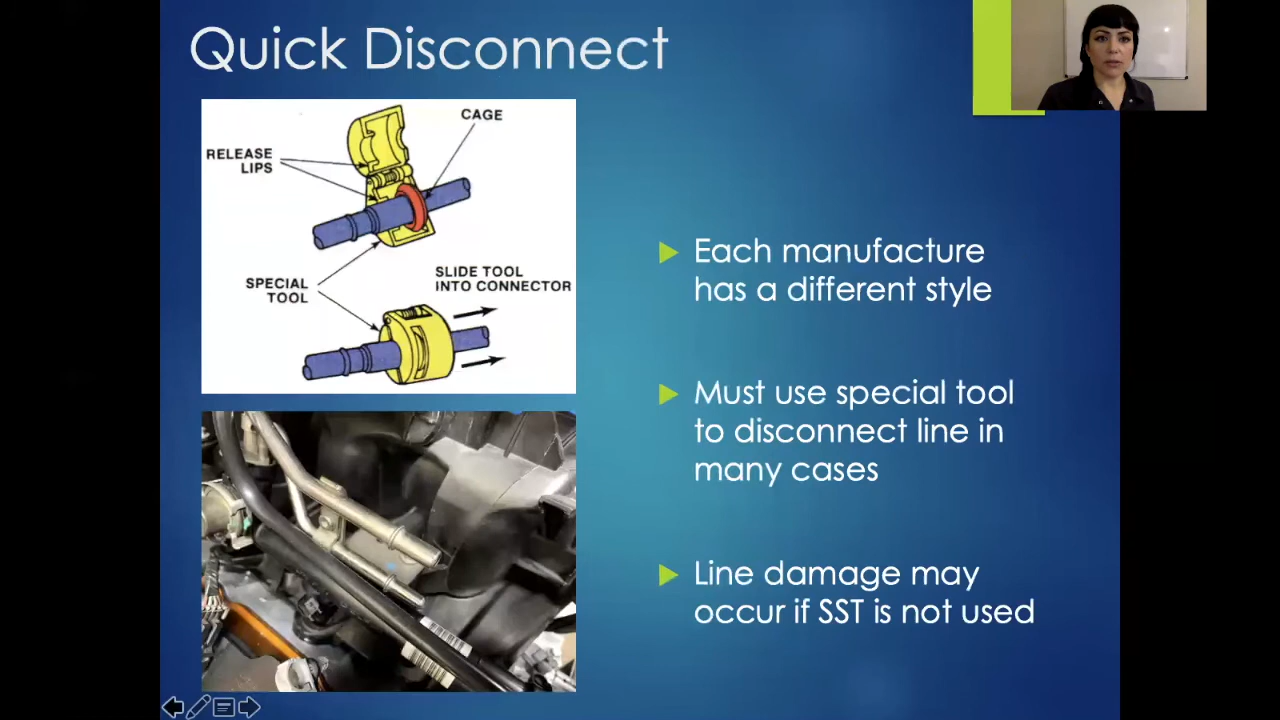 Quick Disconnect
CAGE
RELEASE
LIPS
SPECIAL
TOOL
SLIDE TOOL
INTO CONNECTOR
Each manufacture
has a different style
Must use special tool
to disconnect line in
many cases
Line damage may
occur if SST is not used